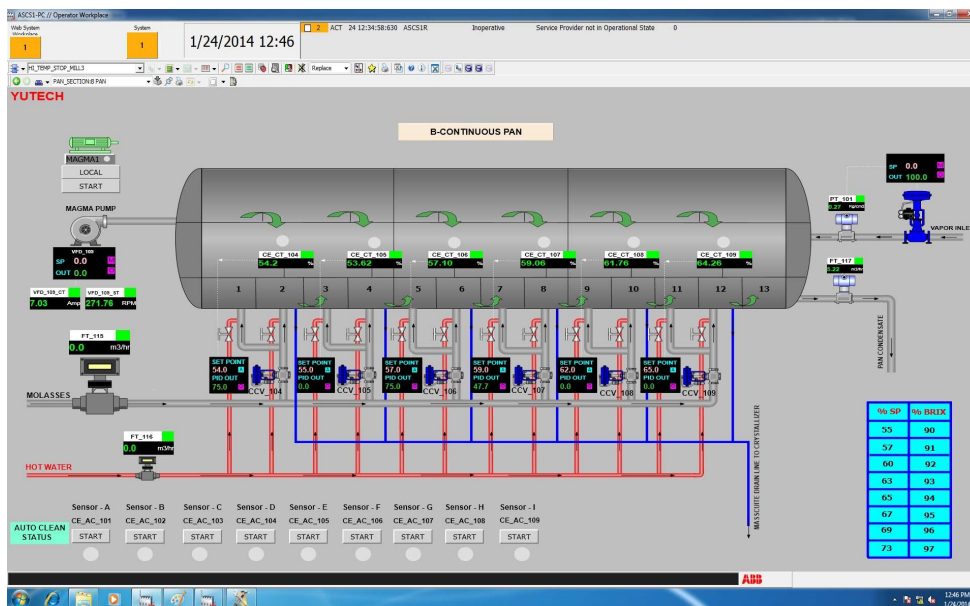 ASCS1-PC // Operator Workplace
Web System
Workplace
System
1
1
1/24/2014 12:46
2 ACT 24 12:34:58:630 ASCS1R Inoperative Service Provider not in Operational State 0
HI_TEMP_STOP_MILL3
Replace
PAN_SECTION:B PAN
YUTECH
B-CONTINUOUS PAN
MAGMA1
LOCAL
START
MAGMA PUMP
SP 0.0
OUT 0.0
7.03 Amp
271.76 RPM
SP 0.0
OUT 100.0
PT_101
0.27
VAPOR INLE
FT_117
5.22 m3/hr
PAN CONDENSATE
CE_CT_104
54.2 %
CE_CT_105
53.62 %
CE_CT_106
57.10 %
CE_CT_107
59.06 %
CE_CT_108
61.76 %
CE_CT_109
64.26 %
1 2 3 4 5 6 7 8 9 10 11 12 13
FT_115
0.0 m3/hr
MOLASSES
SET POINT
54.0
PID OUT
75.0
CCV_104
SET POINT
55.0
PID OUT
0.0
CCV_105
SET POINT
57.0
PID OUT
75.0
CCV_106
SET POINT
59.0
PID OUT
47.7
CCV_107
SET POINT
62.0
PID OUT
0.0
CCV_108
SET POINT
65.0
PID OUT
0.0
CCV_109
FT_116
0.0 m3/hr
HOT WATER
MASSCUITE DRAIN LINE TO CRYSTALLIZER
% SP % BRIX
55 90
57 91
60 92
63 93
65 94
67 95
69 96
73 97
AUTO CLEAN
STATUS
Sensor - A Sensor - B Sensor - C Sensor - D Sensor - E Sensor - F Sensor - G Sensor - H Sensor - I
CE_AC_101 CE_AC_102 CE_AC_103 CE_AC_104 CE_AC_105 CE_AC_106 CE_AC_107 CE_AC_108 CE_AC_109
START START START START START START START START START
ABB
12:46 PM
1/24/201